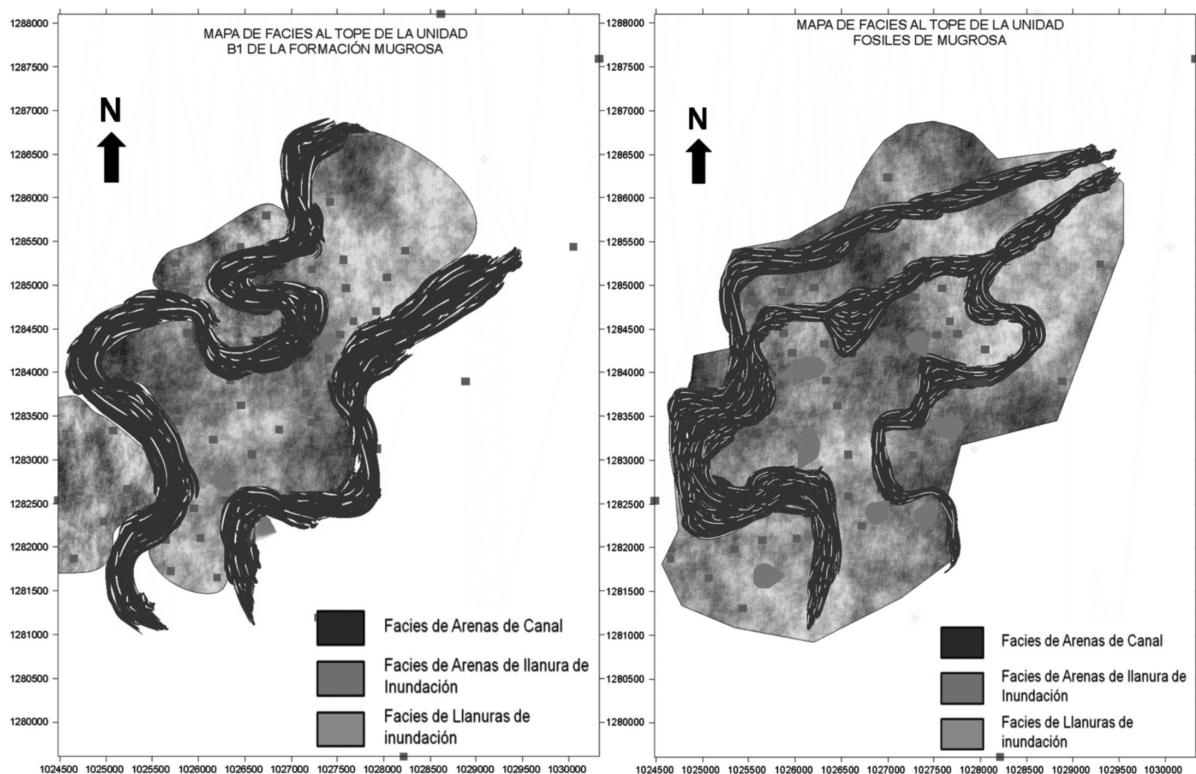 MAPA DE FACIES AL TOPE DE LA UNIDAD
B1 DE LA FORMACIÓN MUGROSA
N
1288000
1287500
1287000
1286500
1286000
1285500
1285000
1284500
1284000
1283500
1283000
1282500
1282000
1281500
1281000
1280500
1280000
Facies de Arenas de Canal
Facies de Arenas de llanura de
Inundación
Facies de Llanuras de
inundación
1024500 1025000 1025500 1026000 1026500 1027000 1027500 1028000 1028500 1029000 1029500 1030000
MAPA DE FACIES AL TOPE DE LA UNIDAD
FOSILES DE MUGROSA
N
1288000
1287500
1287000
1286500
1286000
1285500
1285000
1284500
1284000
1283500
1283000
1282500
1282000
1281500
1281000
1280500
1280000
Facies de Arenas de Canal
Facies de Arenas de llanura de
Inundación
Facies de Llanuras de
inundación
1024500 1025000 1025500 1026000 1026500 1027000 1027500 1028000 1028500 1029000 1029500 1030000